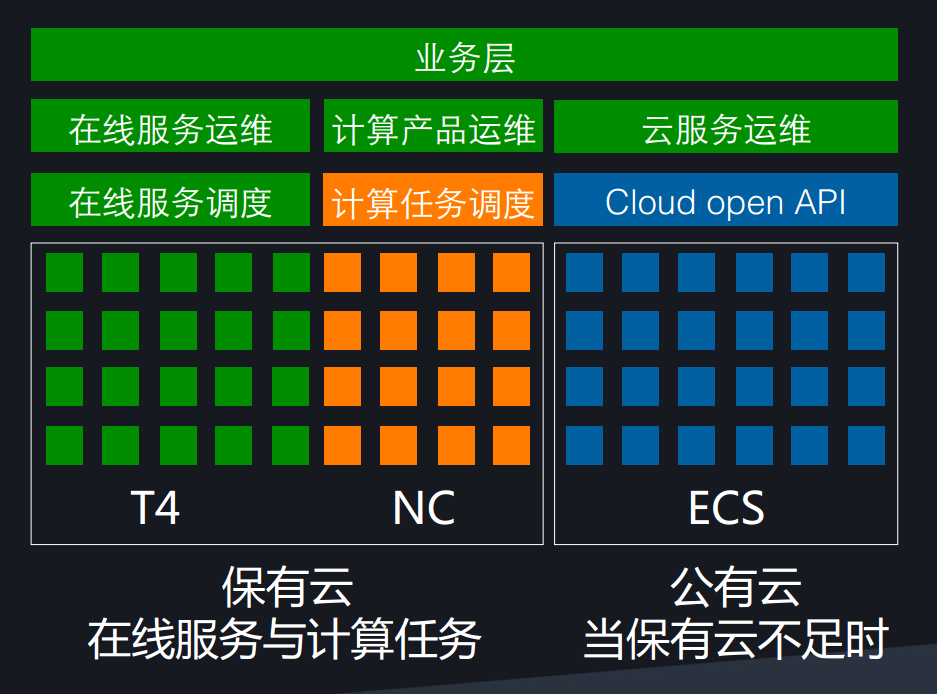 业务层
在线服务运维
计算产品运维
云服务运维
在线服务调度
计算任务调度
Cloud open API
T4
NC
ECS
保有云
在线服务与计算任务
公有云
当保有云不足时